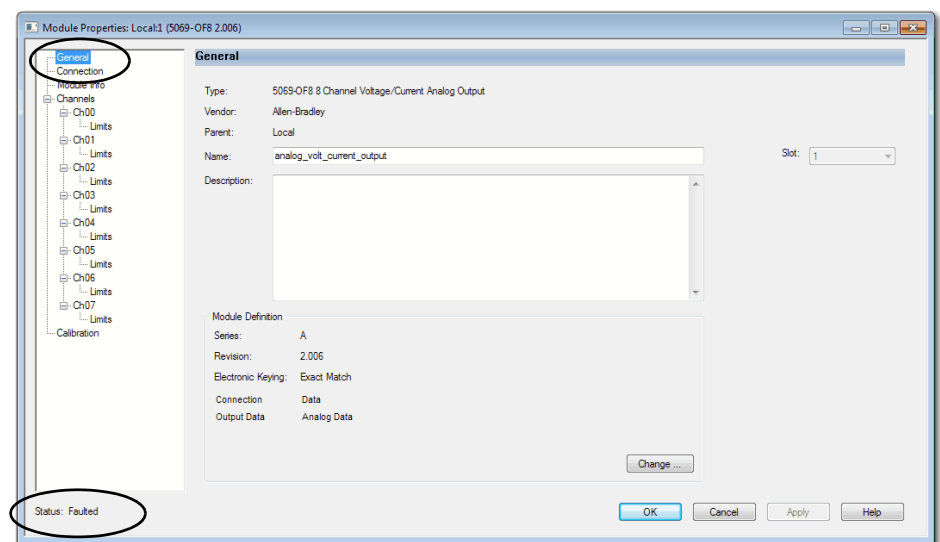 Module Properties: Local:1 (5069-OF8 2.006)
General
Connection
Module Info
Channels
Ch00
Limits
Ch01
Limits
Ch02
Limits
Ch03
Limits
Ch04
Limits
Ch05
Limits
Ch06
Limits
Ch07
Limits
Calibration
General
Type: 5069-OF8 8 Channel Voltage/Current Analog Output
Vendor: Allen-Bradley
Parent: Local
Name: analog_volt_current_output
Slot: 1
Description:
Module Definition
Series: A
Revision: 2.006
Electronic Keying: Exact Match
Connection Data
Output Data Analog Data
Change ...
Status: Faulted
OK Cancel Apply Help